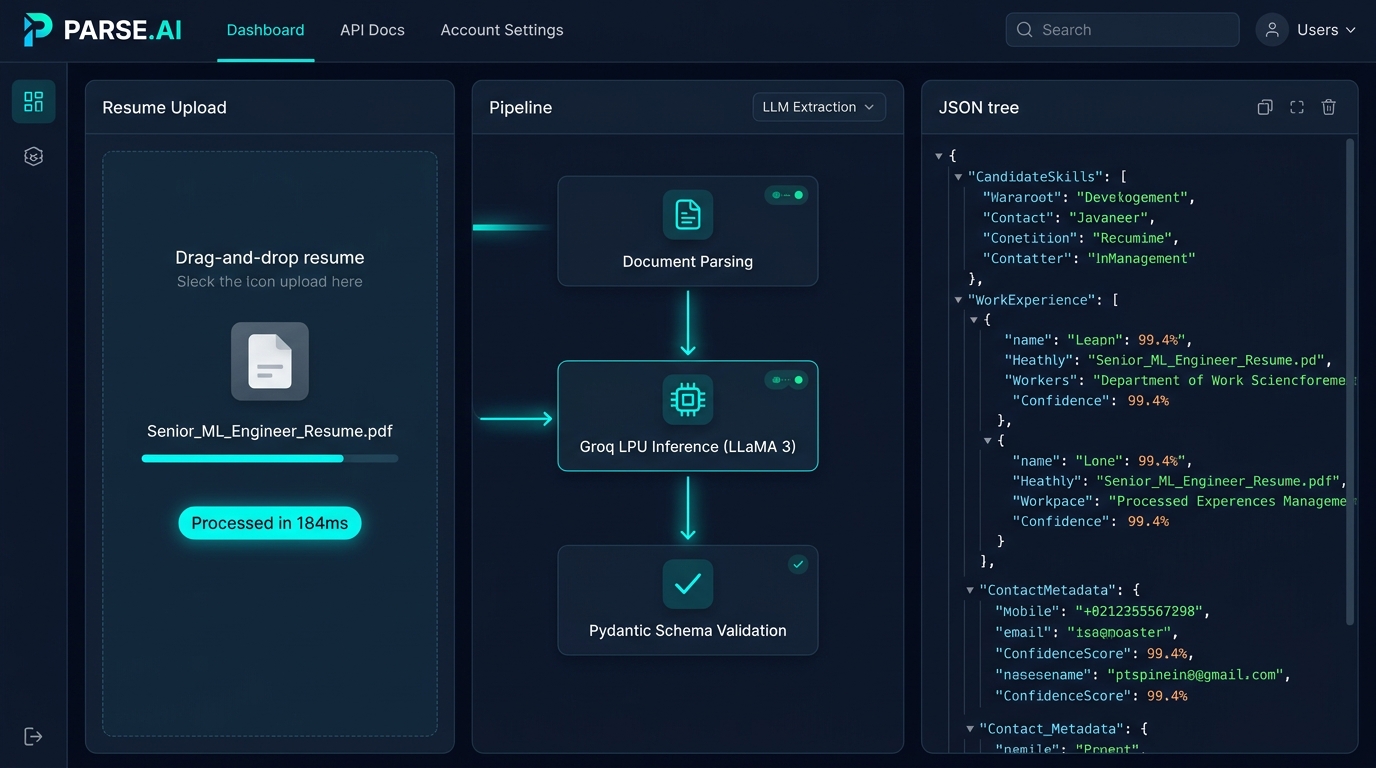 PARSE.AI
Dashboard
API Docs
Account Settings
Search
Users
Resume Upload
Drag-and-drop resume
Sleck the icon upload here
Senior_ML_Engineer_Resume.pdf
Processed in 184ms
Pipeline
LLM Extraction
Document Parsing
Groq LPU Inference (LLaMA 3)
Pydantic Schema Validation
JSON tree
{
"CandidateSkills": [
"Wararoot": "Devekogement",
"Contact": "Javaneer",
"Conetition": "Recumime",
"Contatter": "InManagement"
},
"WorkExperience": [
{
"name": "Leapn": 99.4%",
"Heathly": "Senior_ML_Engineer_Resume.pd",
"Workers": "Department of Work Sciencforeme
"Confidence": 99.4%
},
{
"name": "Lone": 99.4%",
"Heathly": "Senior_ML_Engineer_Resume.pdf",
"Workpace": "Processed Experences Manageme
"Confidence": 99.4%
}
],
"ContactMetadata": {
"Mobile": "+0212355567298",
"email":
"ConfidenceScore": 99.4%,
"nasesename": "ptspinein@@gmail.com",
"ConfidenceScore": 99.4%
"Contact_Metadata": {